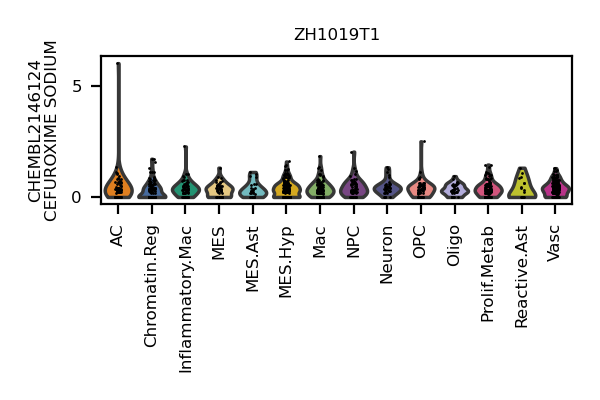 ZH1019T1
CHEMBL2146124
CEFUROXIME SODIUM
5
0
AC
Chromatin.Reg
Inflammatory.Mac
MES
MES.Ast
MES.Hyp
Mac
NPC
Neuron
OPC
Oligo
Prolif.Metab
Reactive.Ast
Vasc